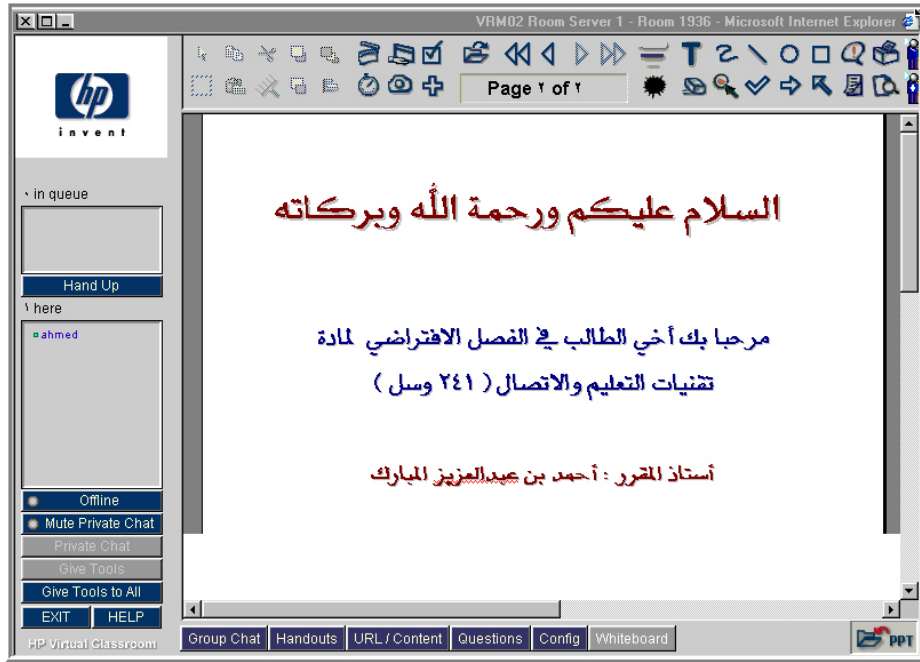 VRM02 Room Server 1 - Room 1936 - Microsoft Internet Explorer
hp
invent
Page ٢ of ٢
٠ in queue
Hand Up
١ here
ahmed
Offline
Mute Private Chat
Private Chat
Give Tools
Give Tools to All
EXIT HELP
HP Virtual Classroom
السلام عليكم ورحمة الله وبركاته
مرحبا بك أخي الطالب في الفصل الافتراضي لمادة
تقنيات التعليم والاتصال ( ٢٤١ وسل )
أستاذ المقرر : أحمد بن عبدالعزيز المبارك
Group Chat Handouts URL / Content Questions Config Whiteboard
PPT